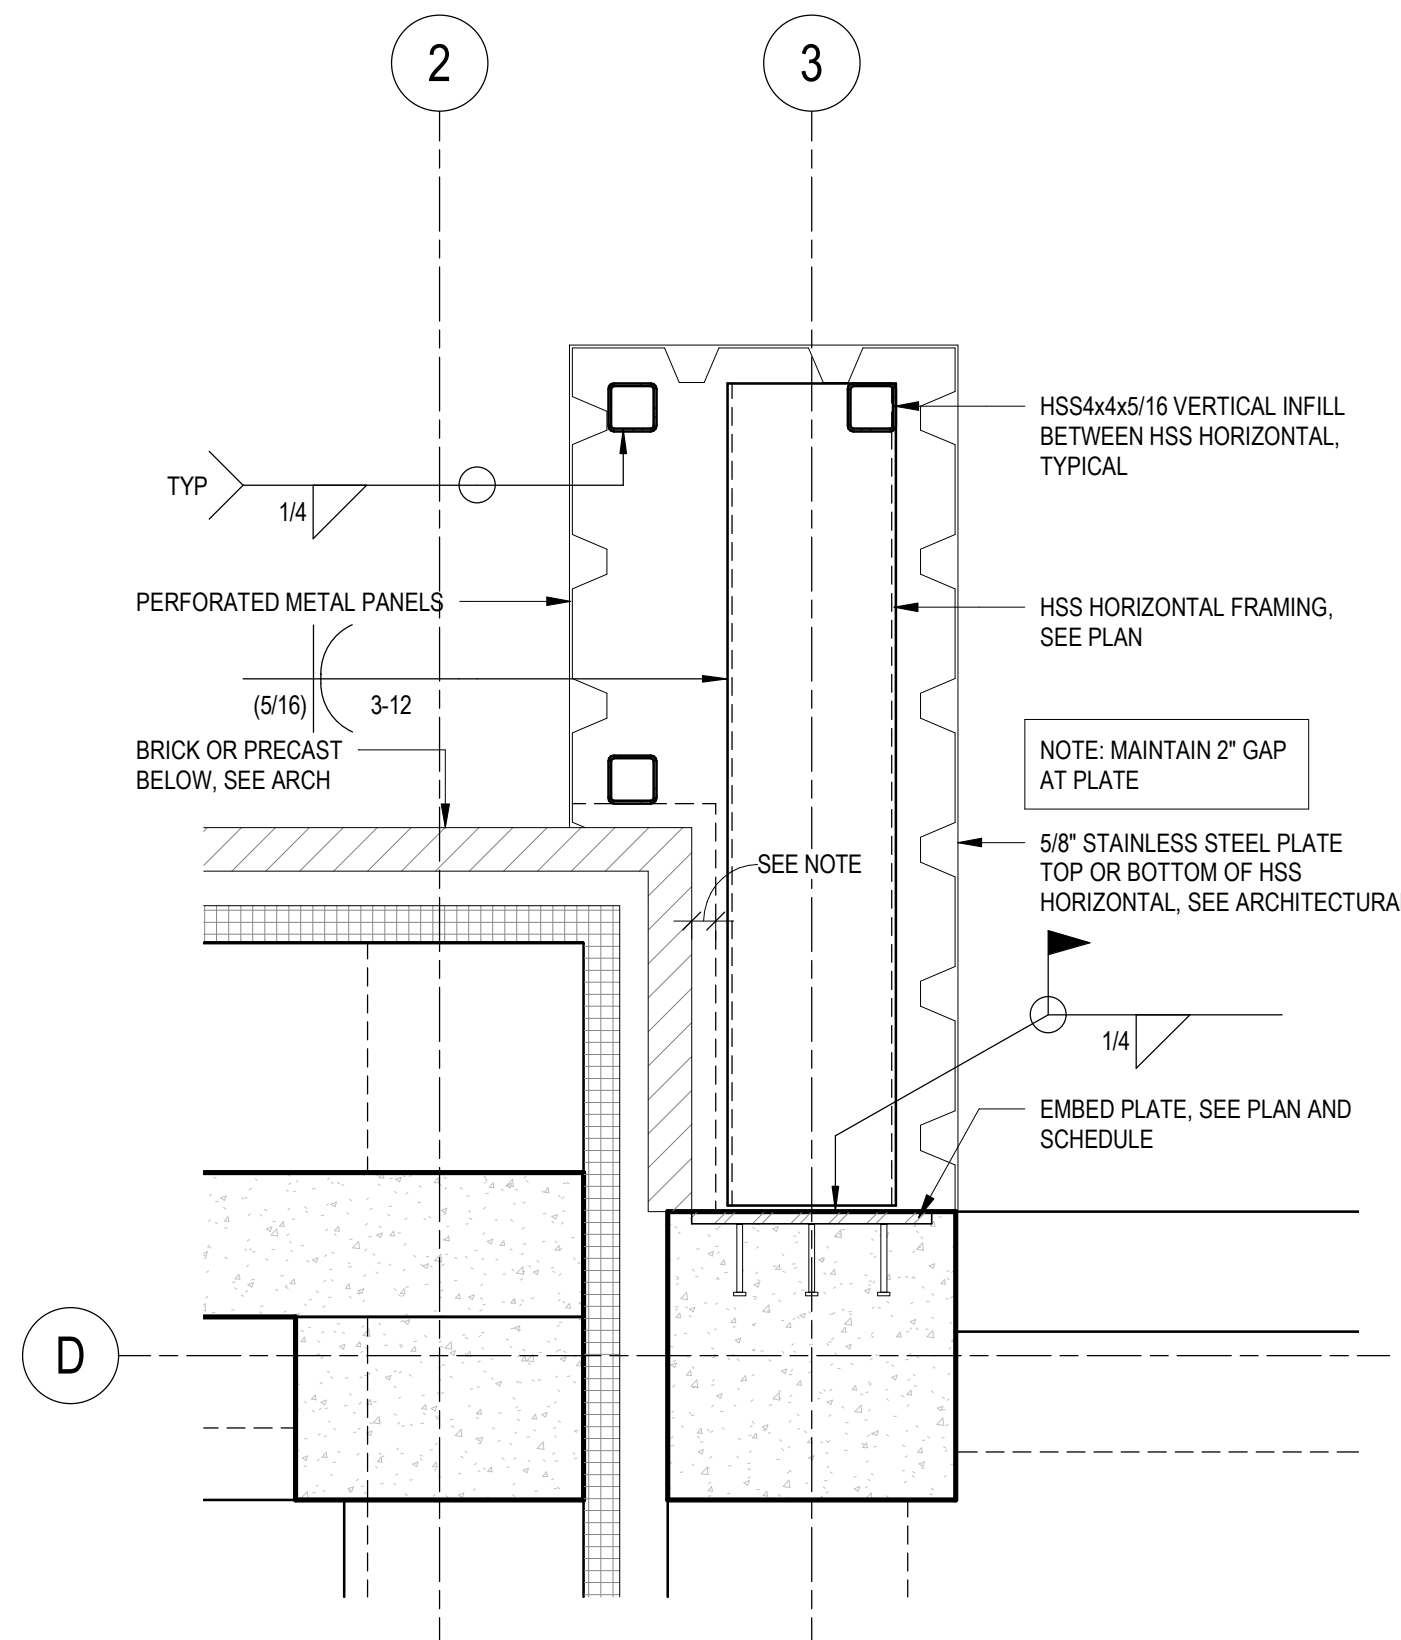 2
3
HSS4x4x5/16 VERTICAL INFILL
BETWEEN HSS HORIZONTAL,
TYPICAL
TYP
1/4
PERFORATED METAL PANELS
HSS HORIZONTAL FRAMING,
SEE PLAN
(5/16)
3-12
BRICK OR PRECAST
BELOW, SEE ARCH
NOTE: MAINTAIN 2" GAP
AT PLATE
5/8" STAINLESS STEEL PLATE
TOP OR BOTTOM OF HSS
HORIZONTAL, SEE ARCHITECTURAL
SEE NOTE
1/4
EMBED PLATE, SEE PLAN AND
SCHEDULE
D